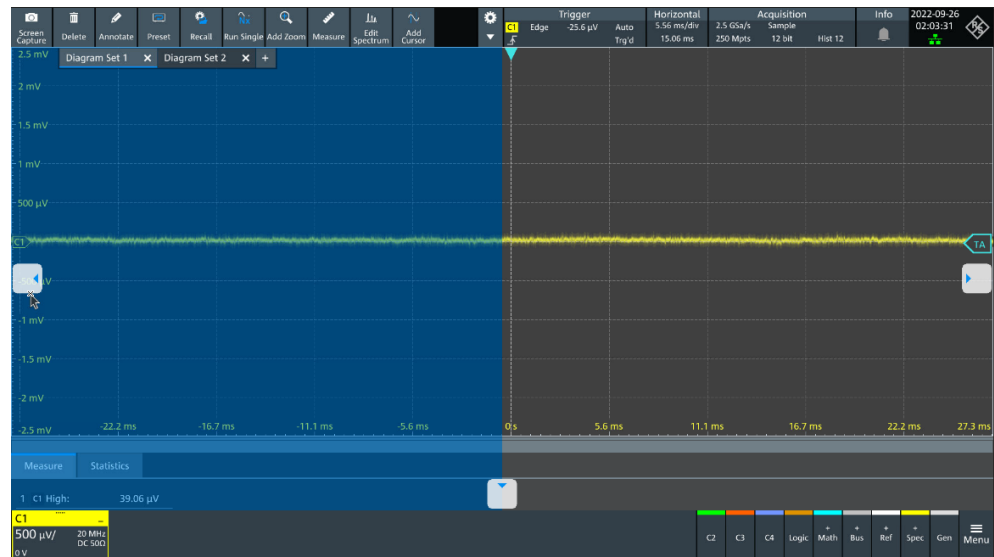 Screen Capture
Delete
Annotate
Preset
Recall
Run Single
Add Zoom
Measure
Edit Spectrum
Add Cursor
C1 Edge -25.6 µV Auto Trig'd
Trigger
Horizontal
5.56 ms/div
15.06 ms
Acquisition
2.5 GSa/s Sample
250 Mpts 12 bit Hist 12
Info
2022-09-26
02:03:31
Diagram Set 1 X Diagram Set 2 X +
2.5 mV
2 mV
1.5 mV
1 mV
500 µV
C1
TA
-1 mV
-1.5 mV
-2 mV
-2.5 mV
-22.2 ms -16.7 ms -11.1 ms -5.6 ms 0 s 5.6 ms 11.1 ms 16.7 ms 22.2 ms 27.3 ms
Measure Statistics
1 C1 High: 39.06 µV
C1
500 µV/ 20 MHz
DC 50Ω
0 V
C2 C3 C4 Logic + Math + Bus + Ref + Spec Gen Menu